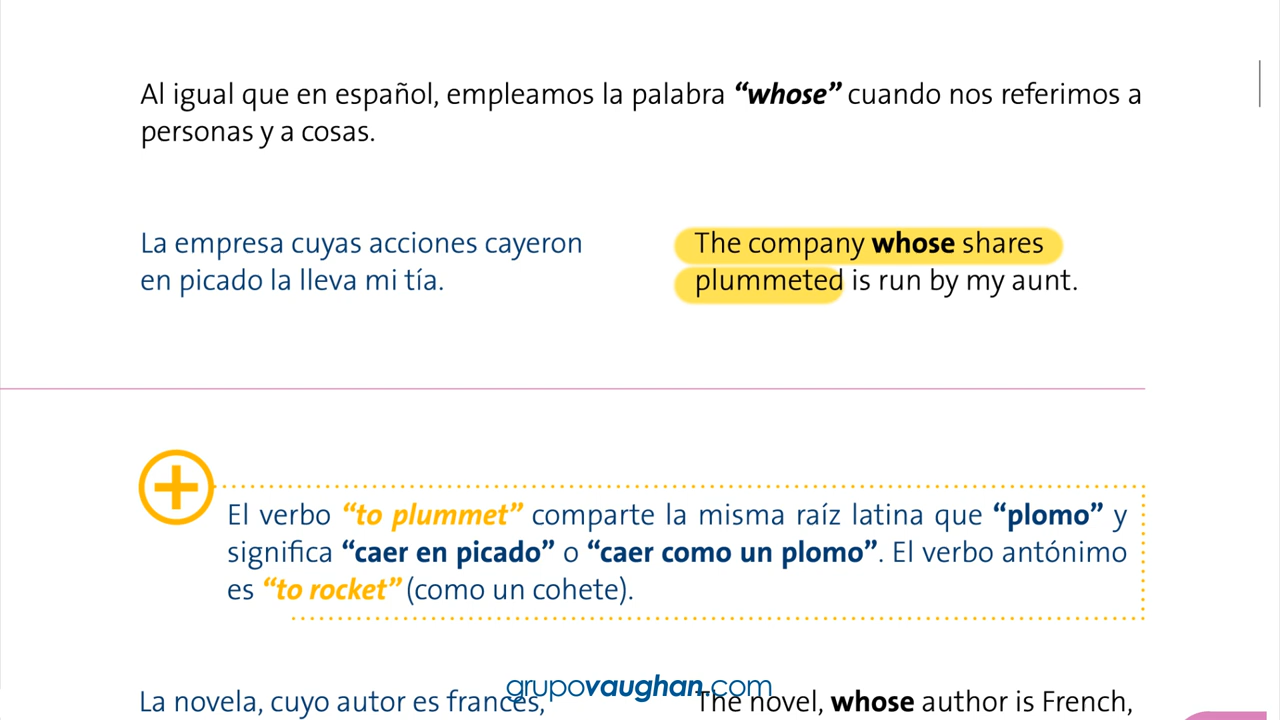 Al igual que en español, empleamos la palabra “whose” cuando nos referimos a
personas y a cosas.
La empresa cuyas acciones cayeron
en picado la lleva mi tía.
The company whose shares
plummeted is run by my aunt.
El verbo “to plummet” comparte la misma raíz latina que “plomo” y
significa “caer en picado” o “caer como un plomo”. El verbo antónimo
es “to rocket” (como un cohete).
La novela, cuyo autor es francés,
The novel, whose author is French,
grupovaughan.com